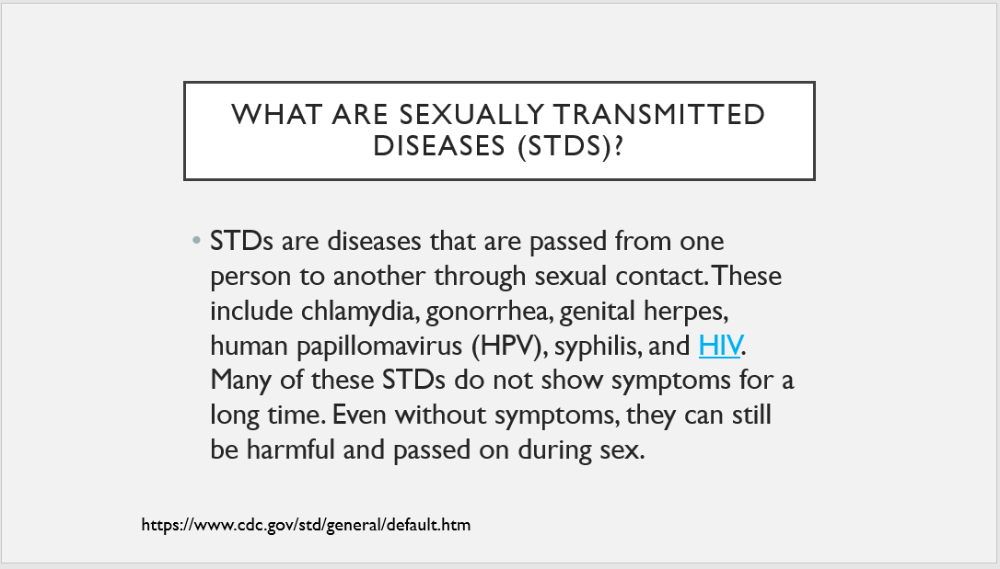 WHAT ARE SEXUALLY TRANSMITTED
DISEASES (STDS)?
• STDs are diseases that are passed from one
person to another through sexual contact. These
include chlamydia, gonorrhea, genital herpes,
human papillomavirus (HPV), syphilis, and HIV.
Many of these STDs do not show symptoms for a
long time. Even without symptoms, they can still
be harmful and passed on during sex.
https://www.cdc.gov/std/general/default.htm